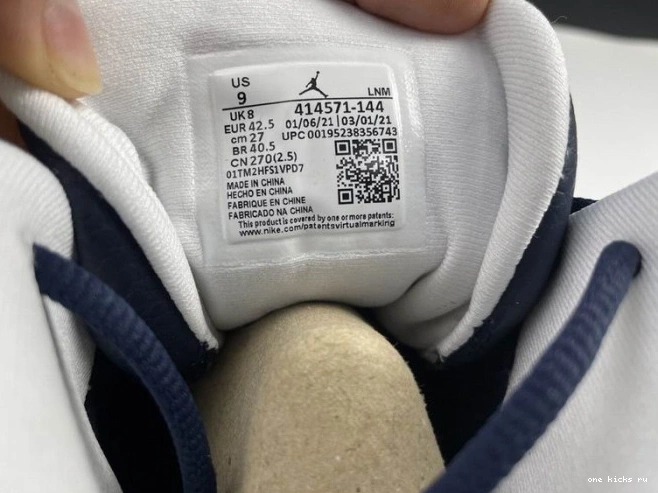 US
9 LNM
UK 8 414571-144
EUR 42.5 01/06/21 | 03/01/21
cm 27 UPC 00195238356743
BR 40.5
CN 270(2.5)
01TM2HFS1VPD7
MADE IN CHINA
HECHO EN CHINA
FABRIQUE EN CHINE
FABRICADO NA CHINA
This product is covered by one or more patents:
www.nike.com/patentsvirtualmarking
one kicks ru